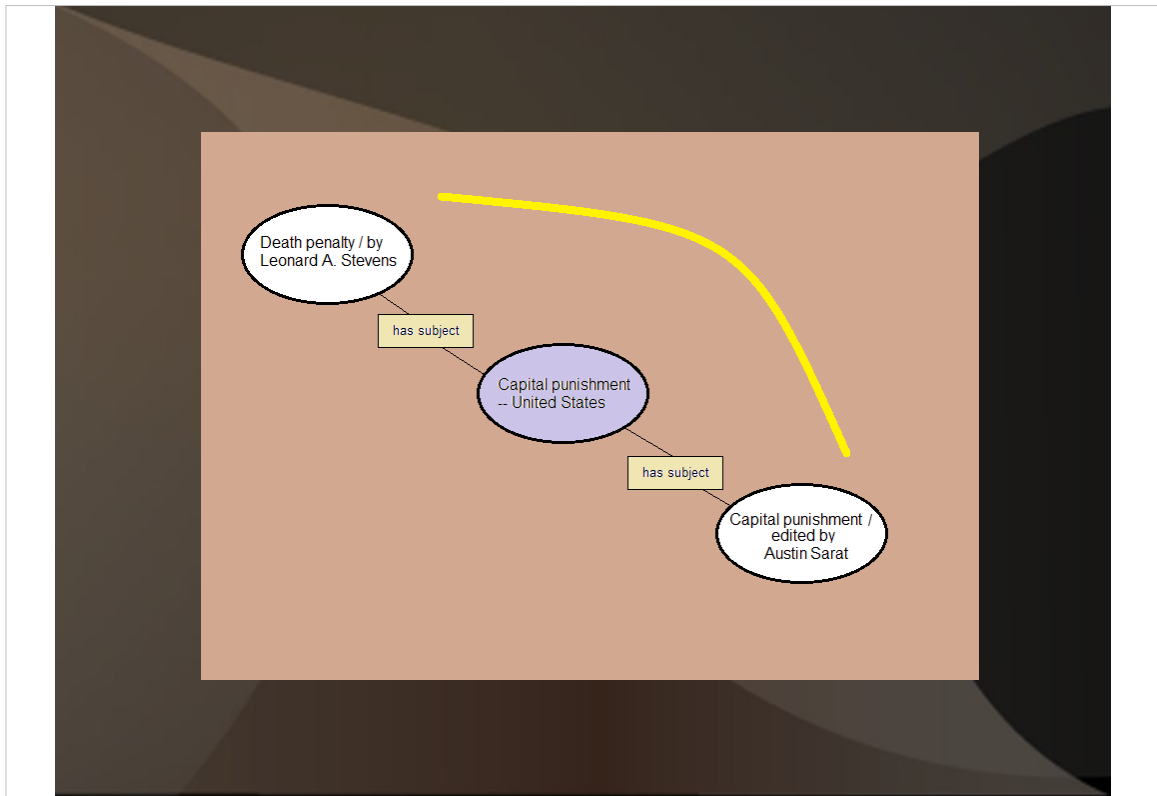 Death penalty / by
Leonard A. Stevens
has subject
Capital punishment
-- United States
has subject
Capital punishment /
edited by
Austin Sarat